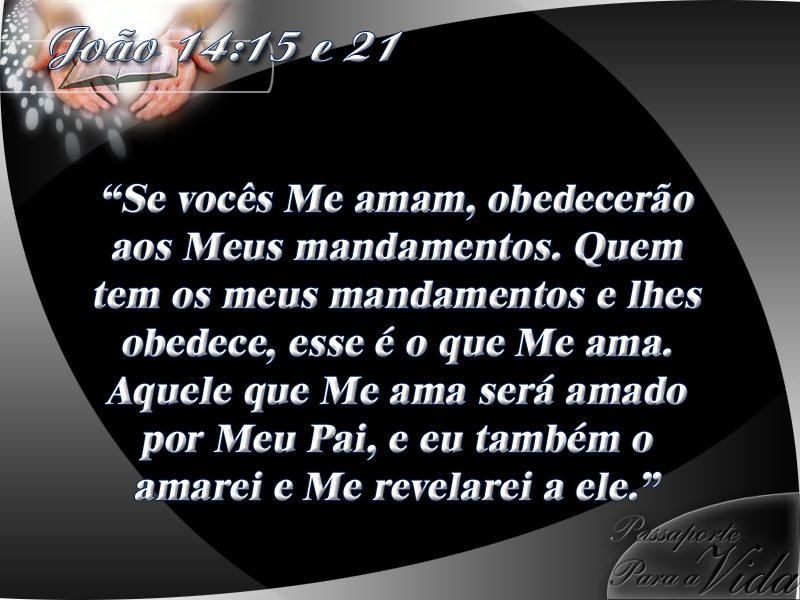 João 14:15 e 21
“Se vocês Me amam, obedecerão
aos Meus mandamentos. Quem
tem os meus mandamentos e lhes
obedece, esse é o que Me ama.
Aquele que Me ama será amado
por Meu Pai, e eu também o
amarei e Me revelarei a ele.”
Passaporte
Para a Vida